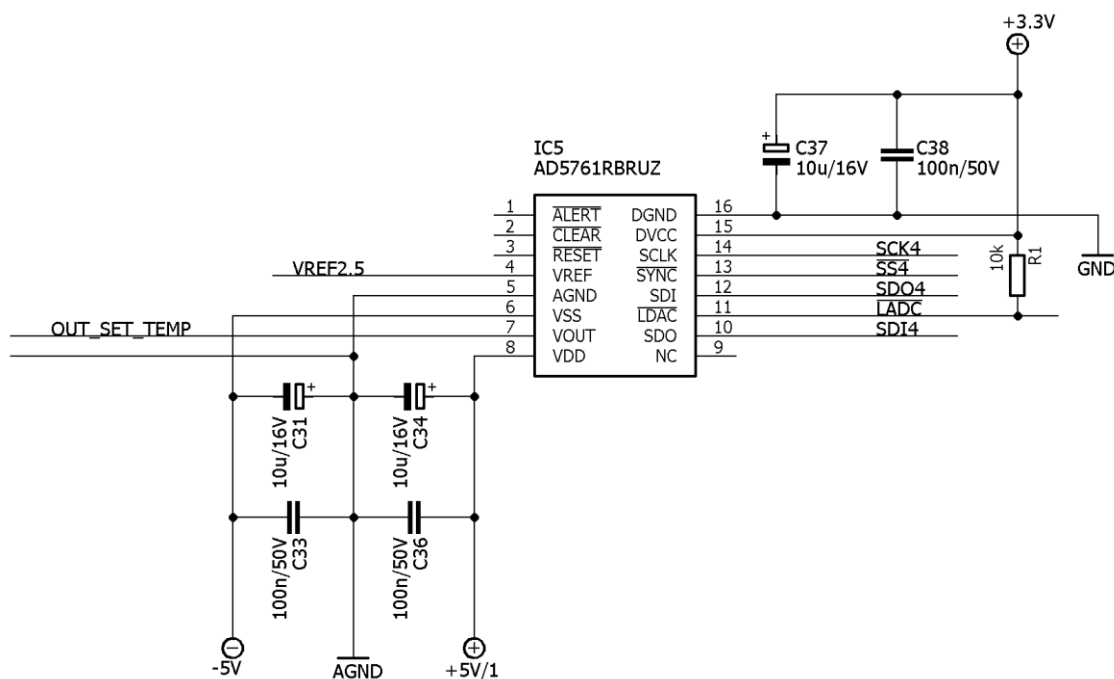 +3.3V
IC5
AD5761RBRUZ
+
C37
10u/16V
C38
100n/50V
1 ALERT DGND 16
2 CLEAR DVCC 15
3 RESET SCLK 14 SCK4
VREF2.5 4 VREF SYNC 13 SS4
5 AGND SDI 12 SDO4
6 VSS LDAC 11 LADC
OUT_SET_TEMP 7 VOUT SDO 10 SDI4
8 VDD NC 9
10k
R1
GND
+
10u/16V
C31
+
10u/16V
C34
100n/50V
C33
100n/50V
C36
-5V
AGND
+5V/1